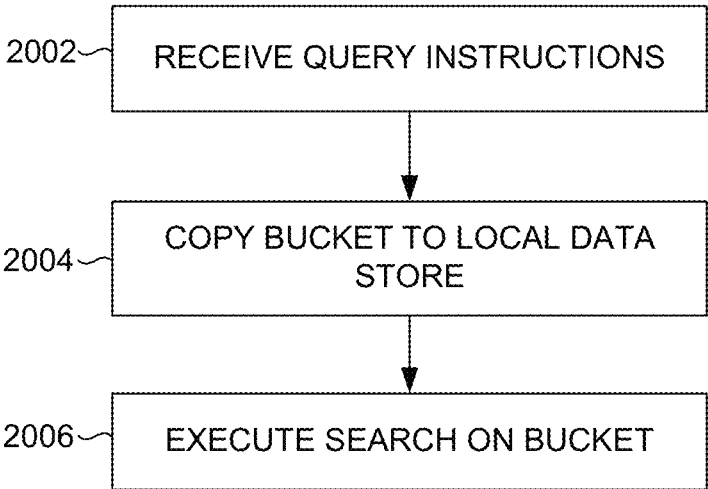 2002
RECEIVE QUERY INSTRUCTIONS
2004
COPY BUCKET TO LOCAL DATA
STORE
2006
EXECUTE SEARCH ON BUCKET